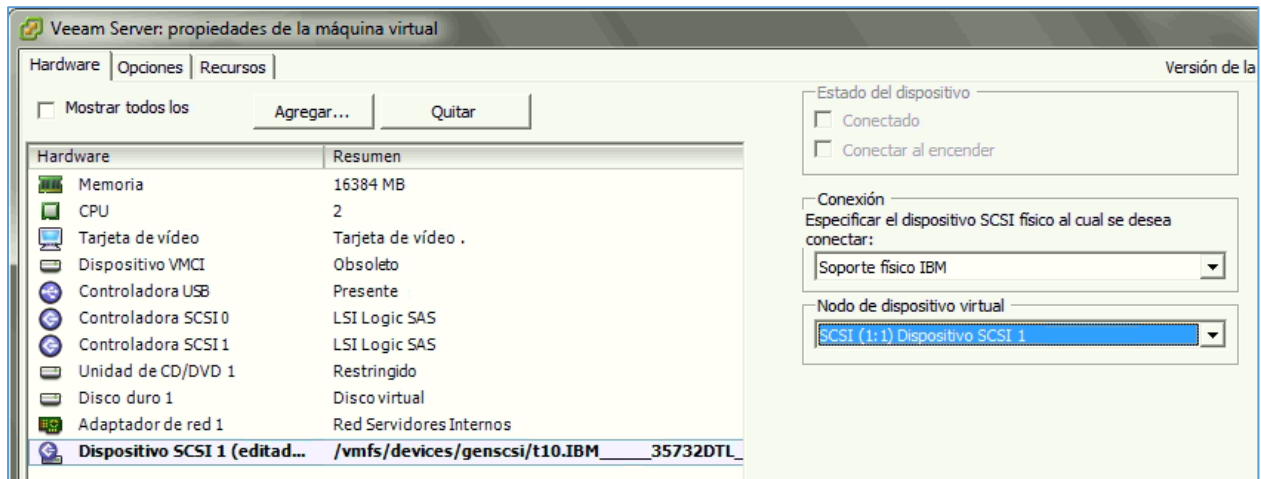 Veeam Server: propiedades de la máquina virtual
Hardware Opciones Recursos Versión de la
Mostrar todos los Agregar... Quitar
Hardware Resumen
Memoria 16384 MB
CPU 2
Tarjeta de vídeo Tarjeta de vídeo .
Dispositivo VMCI Obsoleto
Controladora USB Presente
Controladora SCSI 0 LSI Logic SAS
Controladora SCSI 1 LSI Logic SAS
Unidad de CD/DVD 1 Restringido
Disco duro 1 Disco virtual
Adaptador de red 1 Red Servidores Internos
Dispositivo SCSI 1 (editad... /vmfs/devices/genscsi/t10.IBM_____35732DTL_
Estado del dispositivo
Conectado
Conectar al encender
Conexión
Especificar el dispositivo SCSI físico al cual se desea
conectar:
Soporte físico IBM
Nodo de dispositivo virtual
SCSI (1:1) Dispositivo SCSI 1